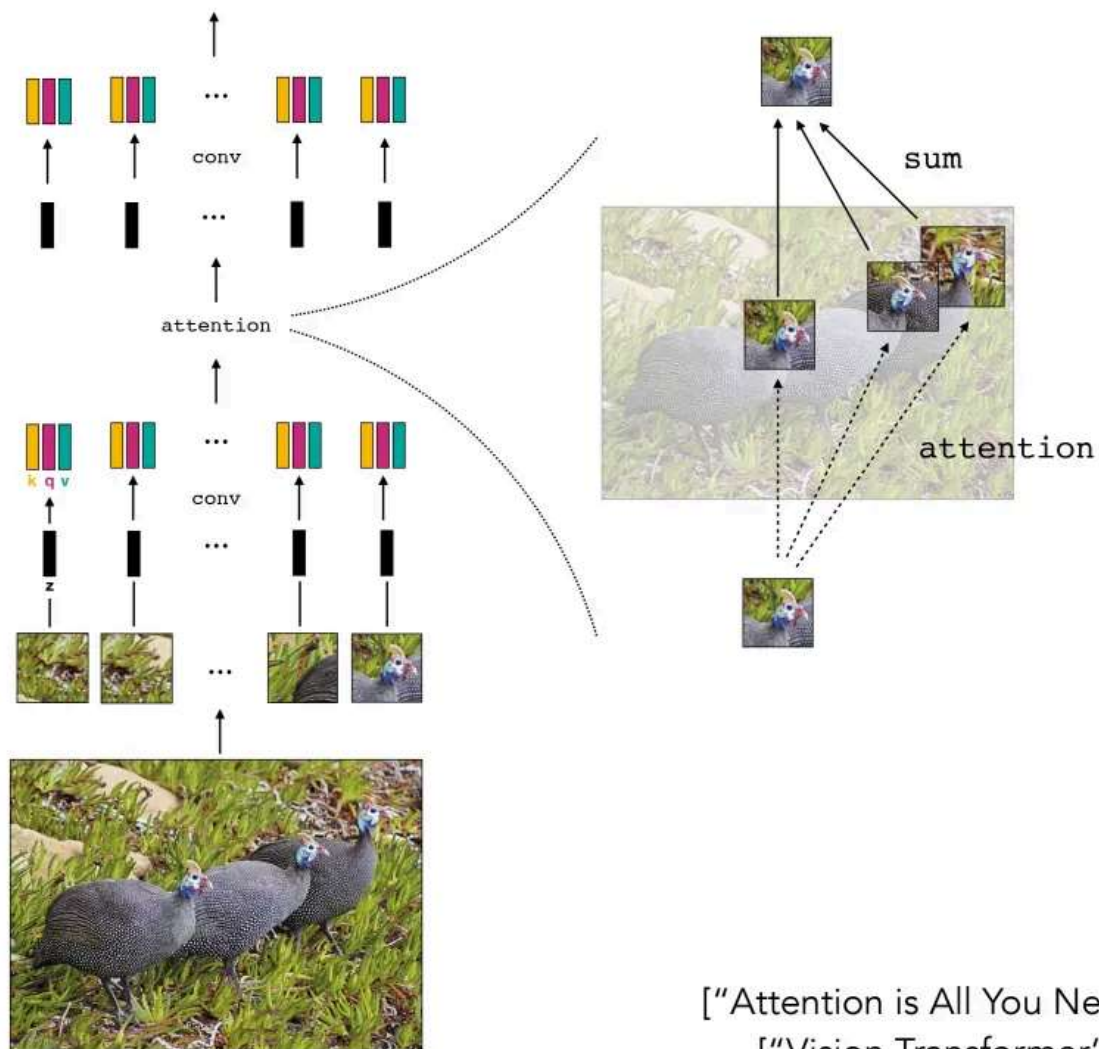 conv
sum
attention
attention
k q v
conv
z
["Attention is All You Ne
["Vision Transformer"